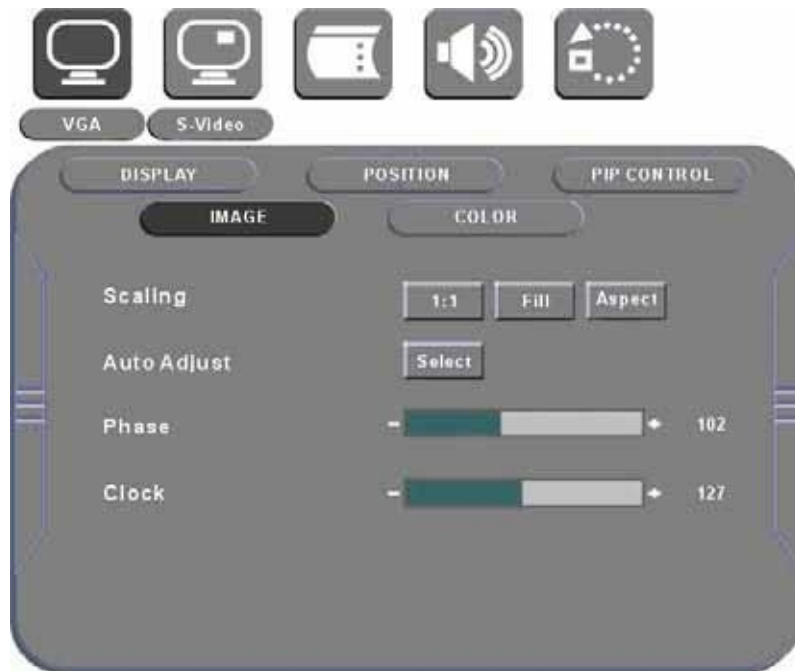 VGA S-Video
DISPLAY POSITION PIP CONTROL
IMAGE COLOR
Scaling 1:1 Fill Aspect
Auto Adjust Select
Phase - + 102
Clock - + 127